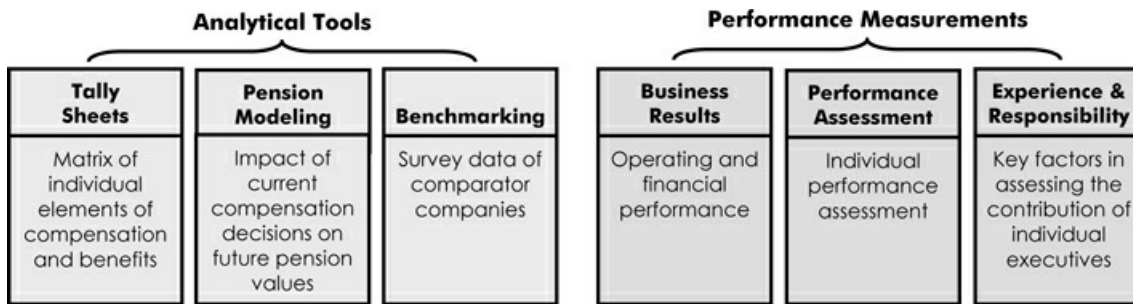 Analytical Tools
Tally
Sheets
Matrix of
individual
elements of
compensation
and benefits
Pension
Modeling
Impact of
current
compensation
decisions on
future pension
values
Benchmarking
Survey data of
comparator
companies
Performance Measurements
Business
Results
Operating and
financial
performance
Performance
Assessment
Individual
performance
assessment
Experience &
Responsibility
Key factors in
assessing the
contribution of
individual
executives